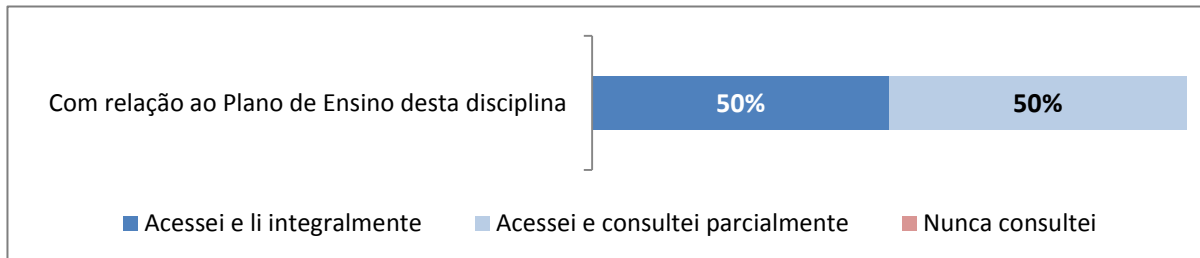 Com relação ao Plano de Ensino desta disciplina
50%
50%
Acessei e li integralmente
Acessei e consultei parcialmente
Nunca consultei